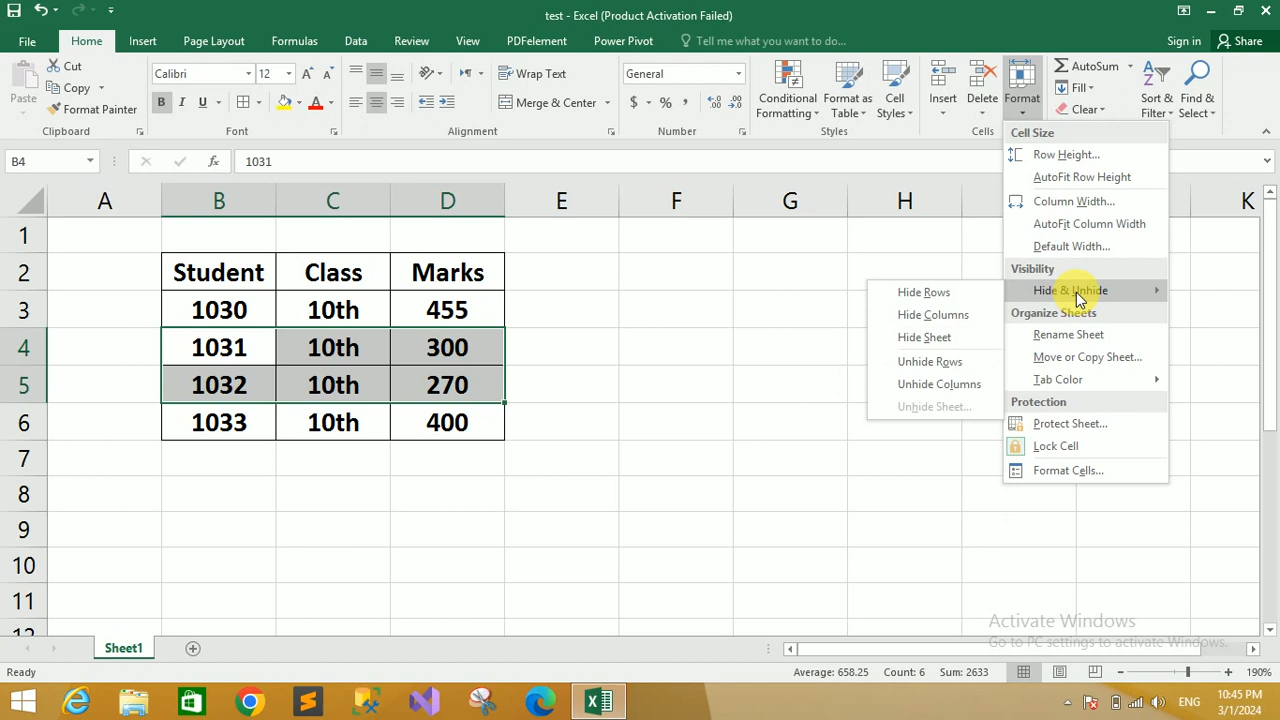 test - Excel (Product Activation Failed)
File Home Insert Page Layout Formulas Data Review View PDFelement Power Pivot Tell me what you want to do... Sign in Share
Paste
Cut
Copy
Format Painter
Clipboard
Calibri 12
B I U A
Font
Wrap Text
Merge & Center
Alignment
General
$ % ,
Number
Conditional Formatting
Format as Table
Cell Styles
Styles
Insert
Delete
Format
Cells
AutoSum
Fill
Clear
Sort & Filter
Find & Select
B4 fx 1031
A B C D E F G H K
1
2 Student Class Marks
3 1030 10th 455
4 1031 10th 300
5 1032 10th 270
6 1033 10th 400
7
8
9
10
11
12
Cell Size
Row Height...
AutoFit Row Height
Column Width...
AutoFit Column Width
Default Width...
Visibility
Hide & Unhide
Organize Sheets
Rename Sheet
Move or Copy Sheet...
Tab Color
Protection
Protect Sheet...
Lock Cell
Format Cells...
Hide Rows
Hide Columns
Hide Sheet
Unhide Rows
Unhide Columns
Unhide Sheet...
Activate Windows
Go to PC settings to activate Windows.
Sheet1
Ready Average: 658.25 Count: 6 Sum: 2633 190%
ENG
10:45 PM
3/1/2024